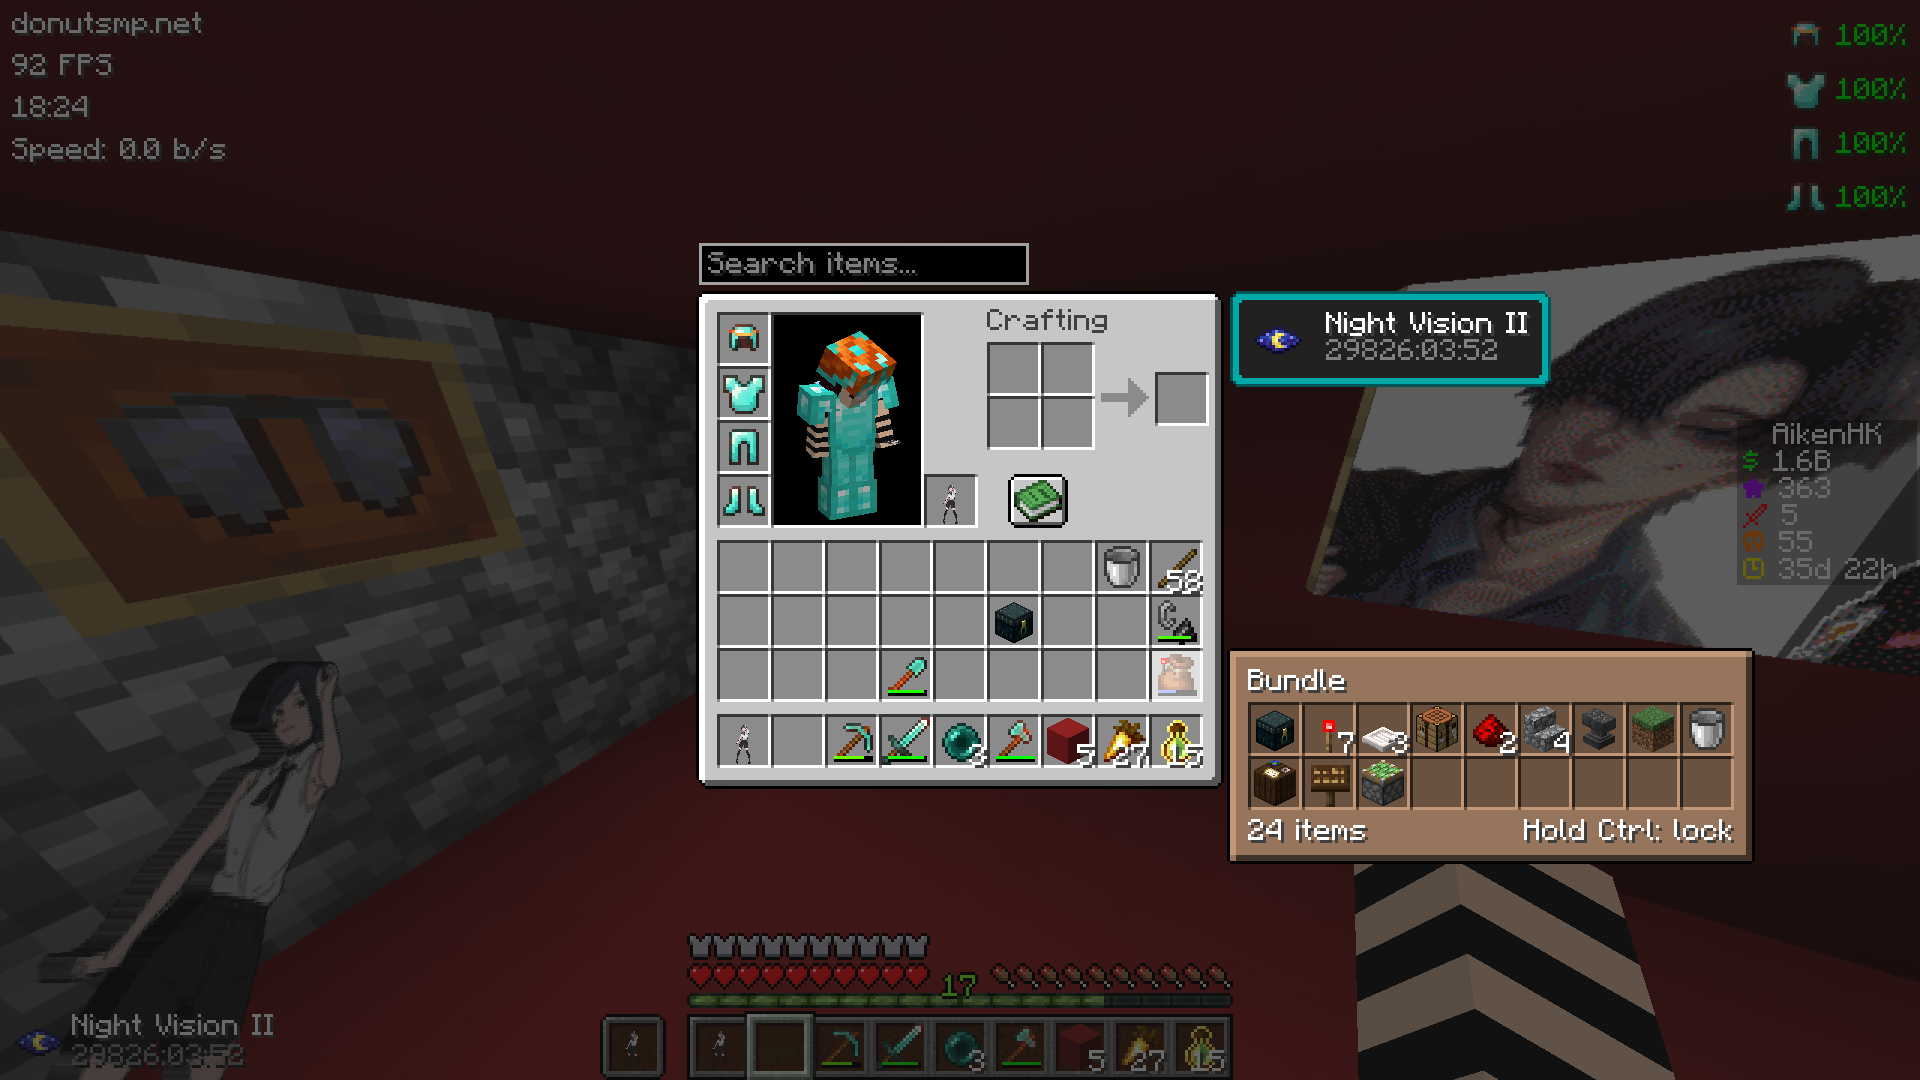 donutsmp.net
92 FPS
18:24
Speed: 0.0 b/s
100%
100%
100%
100%
Search items...
Crafting
Night Vision II
29826:03:52
AikenHK
$ 1.6B
363
5
55
35d 22h
58
3
5
27
15
Bundle
7
3
2
4
24 items
Hold Ctrl: lock
17
Night Vision II
29826:03:52
3
5
27
15